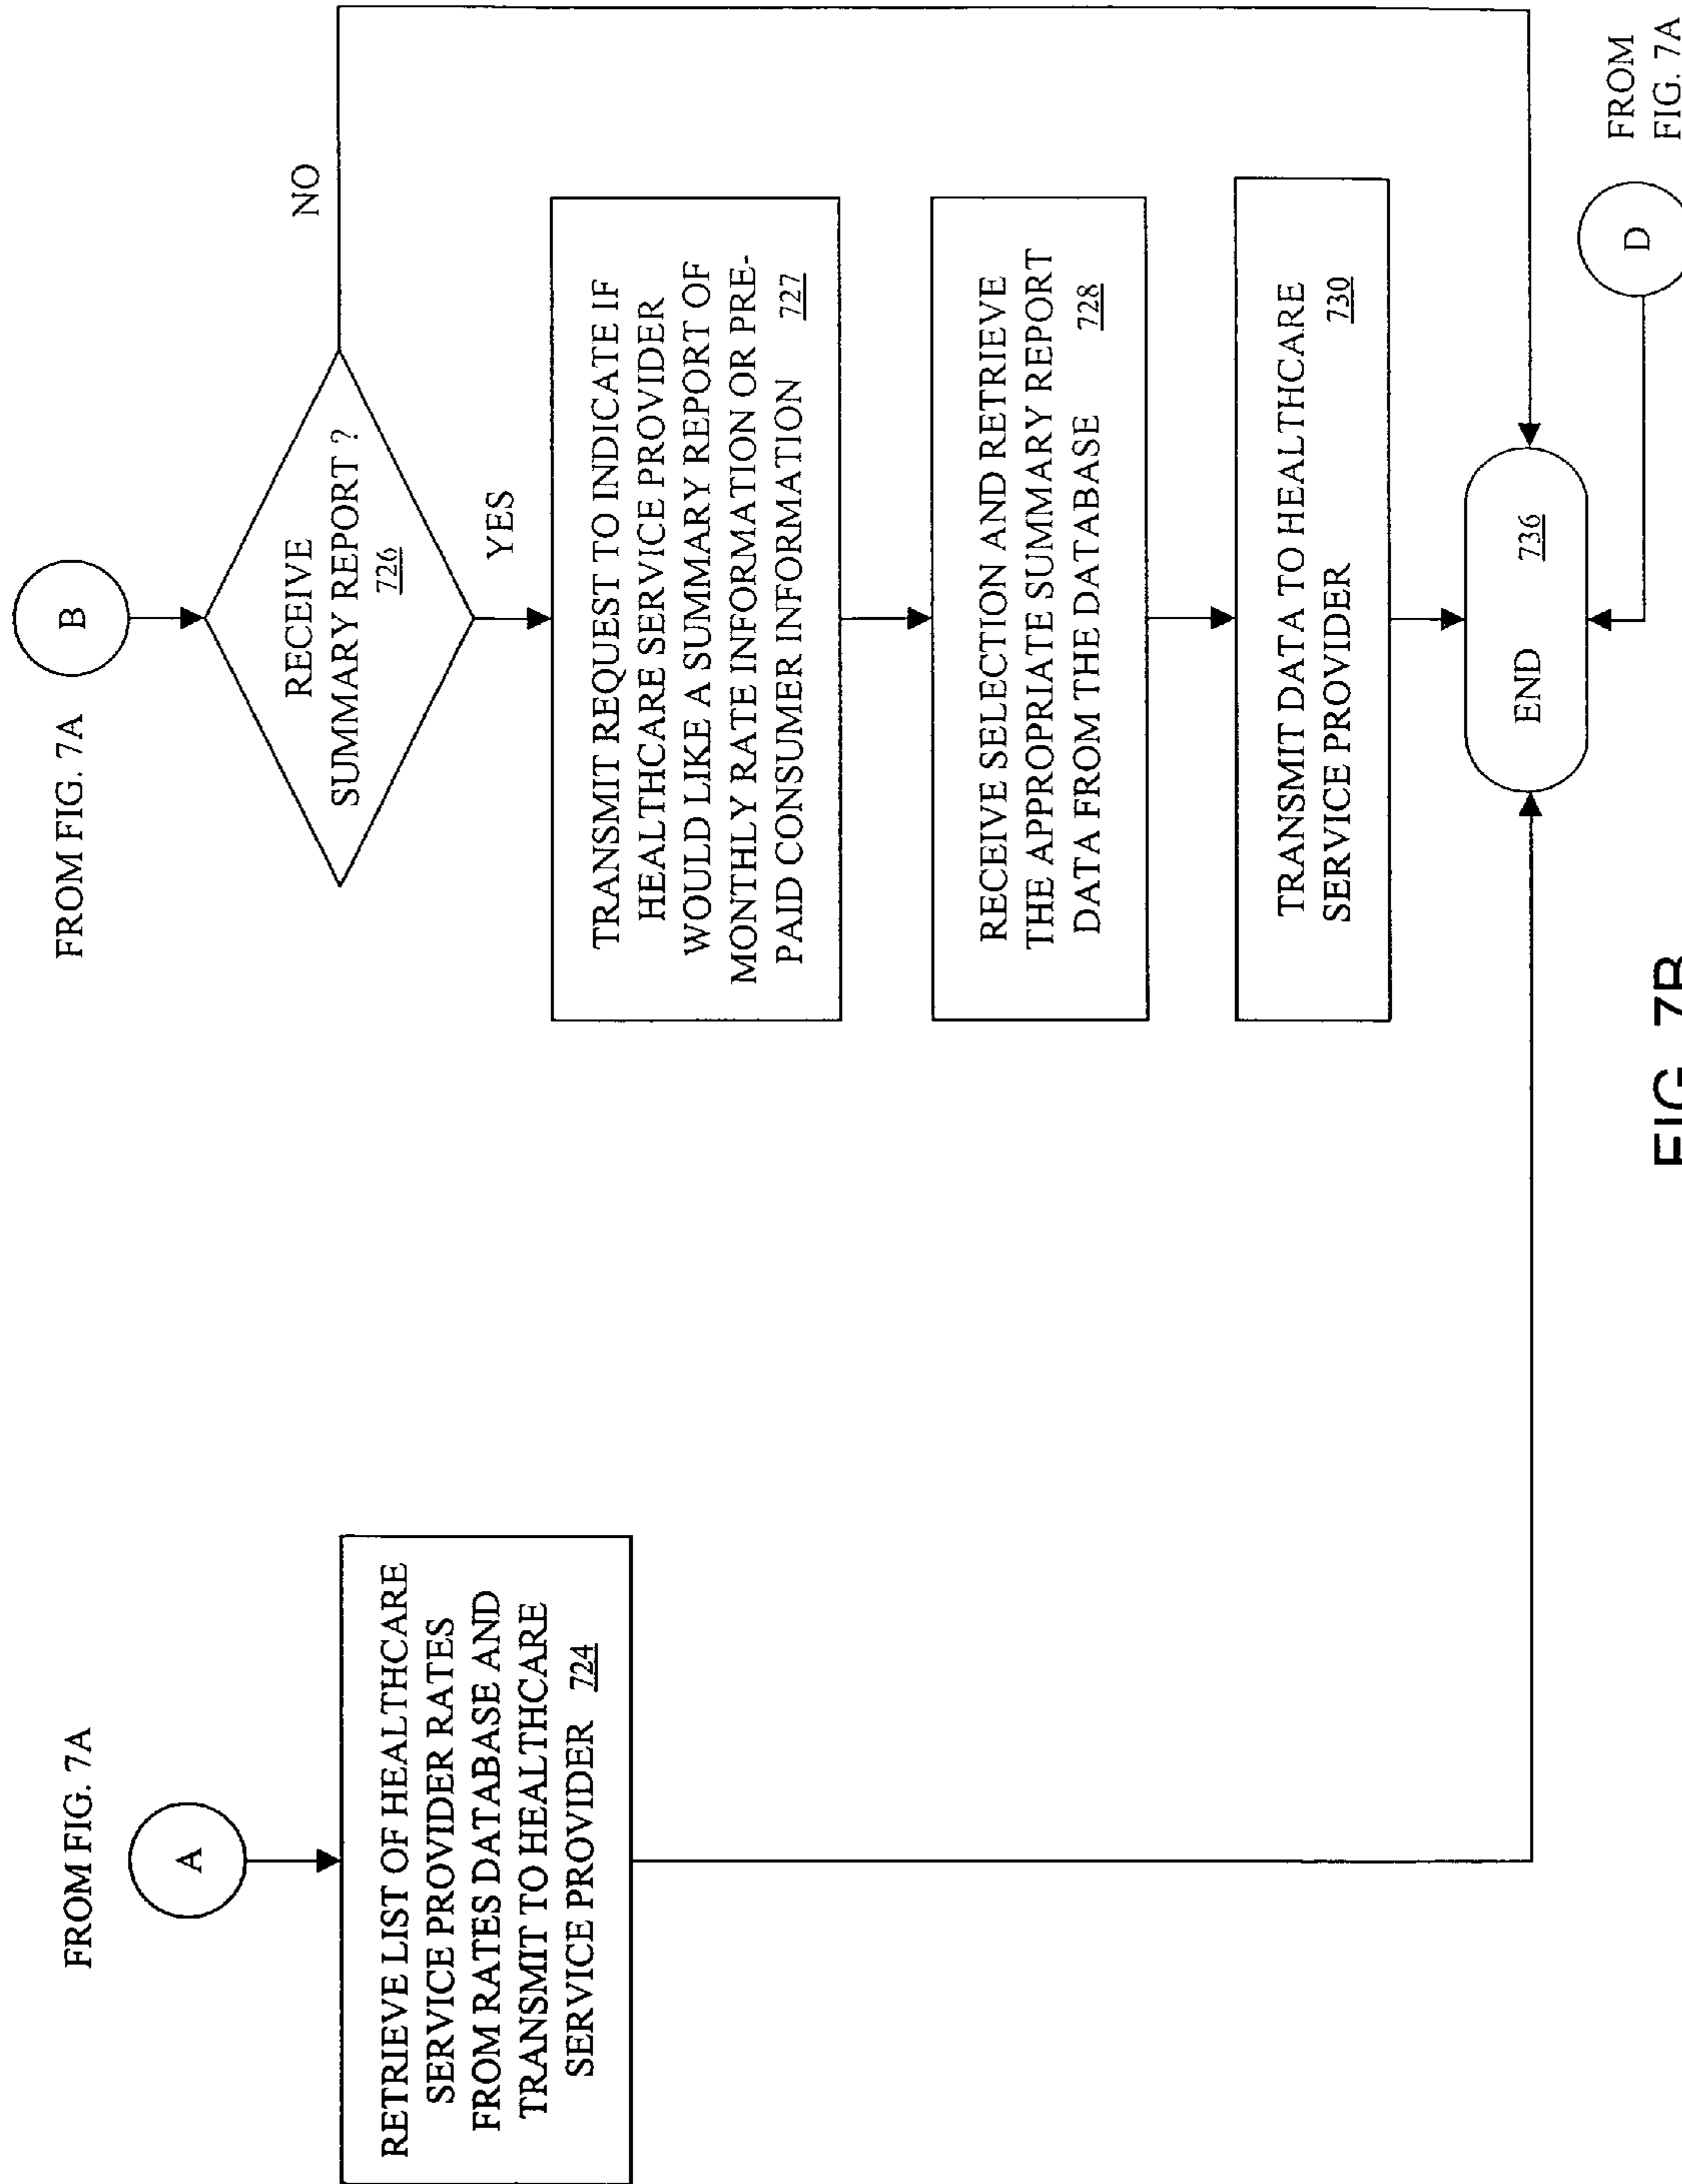 FROM FIG. 7A
A
RETRIEVE LIST OF HEALTHCARE
SERVICE PROVIDER RATES
FROM RATES DATABASE AND
TRANSMIT TO HEALTHCARE
SERVICE PROVIDER 724
FROM FIG. 7A
B
RECEIVE
SUMMARY REPORT ?
726
NO
YES
TRANSMIT REQUEST TO INDICATE IF
HEALTHCARE SERVICE PROVIDER
WOULD LIKE A SUMMARY REPORT OF
MONTHLY RATE INFORMATION OR PRE-
PAID CONSUMER INFORMATION 727
RECEIVE SELECTION AND RETRIEVE
THE APPROPRIATE SUMMARY REPORT
DATA FROM THE DATABASE 728
TRANSMIT DATA TO HEALTHCARE
SERVICE PROVIDER 730
END 736
D
FROM
FIG. 7A
FIG. 7B